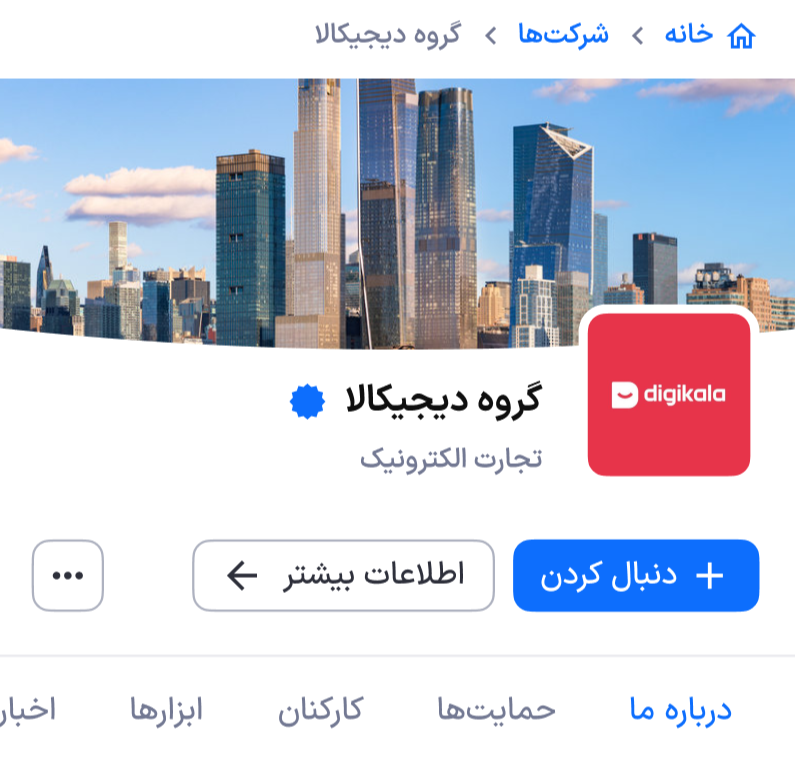 خانه › شرکت‌ها › گروه دیجیکالا
digikala
گروه دیجیکالا
تجارت الکترونیک
+ دنبال کردن
اطلاعات بیشتر ←
•••
درباره ما
حمایت‌ها
کارکنان
ابزارها
اخبار